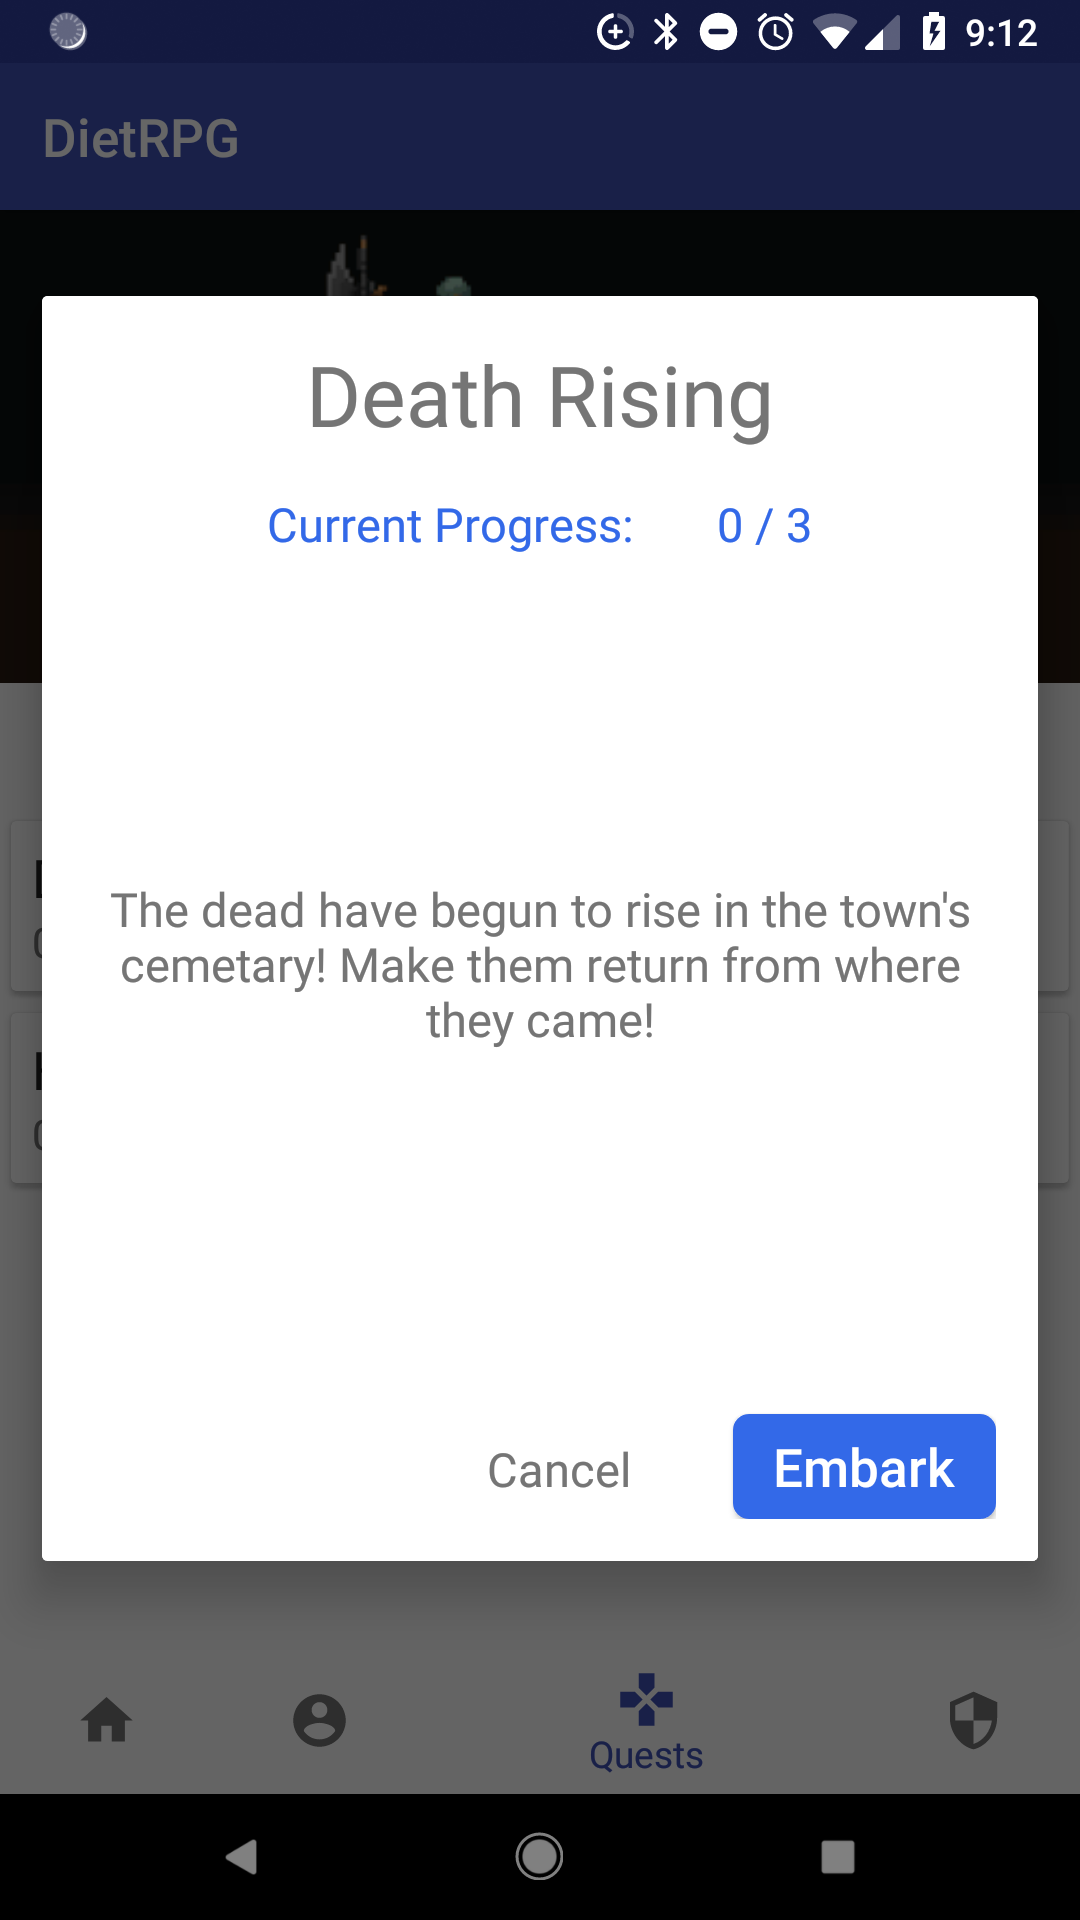 9:12
DietRPG
Death Rising
Current Progress: 0 / 3
The dead have begun to rise in the town's
cemetary! Make them return from where
they came!
Cancel Embark
Quests